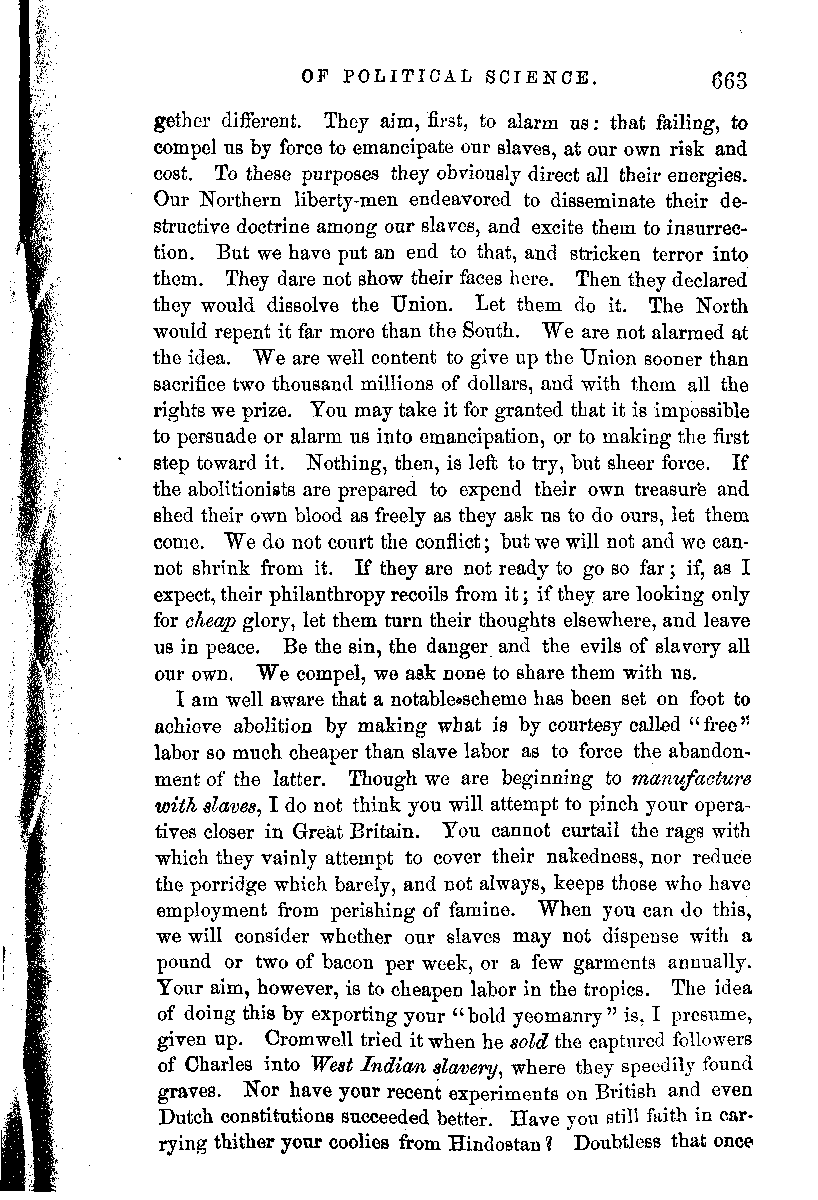 OF POLITICAL SCIENCE. 663
gether different. They aim, first, to alarm us: that failing, to
compel us by force to emancipate our slaves, at our own risk and
cost. To these purposes they obviously direct all their energies.
Our Northern liberty-men endeavored to disseminate their de-
structive doctrine among our slaves, and excite them to insurrec-
tion. But we have put an end to that, and stricken terror into
them. They dare not show their faces here. Then they declared
they would dissolve the Union. Let them do it. The North
would repent it far more than the South. We are not alarmed at
the idea. We are well content to give up the Union sooner than
sacrifice two thousand millions of dollars, and with them all the
rights we prize. You may take it for granted that it is impossible
to persuade or alarm us into emancipation, or to making the first
step toward it. Nothing, then, is left to try, but sheer force. If
the abolitionists are prepared to expend their own treasure and
shed their own blood as freely as they ask us to do ours, let them
come. We do not court the conflict; but we will not and we can-
not shrink from it. If they are not ready to go so far; if, as I
expect, their philanthropy recoils from it; if they are looking only
for cheap glory, let them turn their thoughts elsewhere, and leave
us in peace. Be the sin, the danger and the evils of slavery all
our own. We compel, we ask none to share them with us.
I am well aware that a notable scheme has been set on foot to
achieve abolition by making what is by courtesy called "free"
labor so much cheaper than slave labor as to force the abandon-
ment of the latter. Though we are beginning to manufacture
with slaves, I do not think you will attempt to pinch your opera-
tives closer in Great Britain. You cannot curtail the rags with
which they vainly attempt to cover their nakedness, nor reduce
the porridge which barely, and not always, keeps those who have
employment from perishing of famine. When you can do this,
we will consider whether our slaves may not dispense with a
pound or two of bacon per week, or a few garments annually.
Your aim, however, is to cheapen labor in the tropics. The idea
of doing this by exporting your "bold yeomanry" is, I presume,
given up. Cromwell tried it when he sold the captured followers
of Charles into West Indian slavery, where they speedily found
graves. Nor have your recent experiments on British and even
Dutch constitutions succeeded better. Have you still faith in car-
rying thither your coolies from Hindostan? Doubtless that once